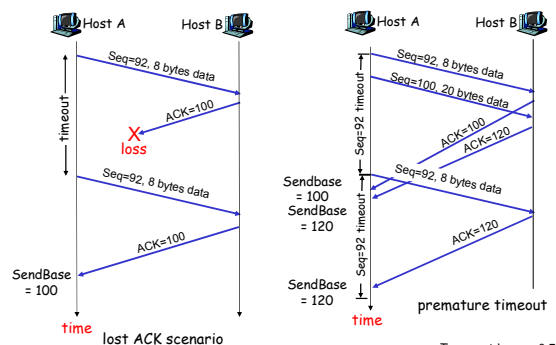 Host A
Host B
Seq=92, 8 bytes data
timeout
ACK=100
X
loss
Seq=92, 8 bytes data
ACK=100
SendBase
= 100
time
lost ACK scenario
Host A
Host B
Seq=92, 8 bytes data
Seq=100, 20 bytes data
Seq=92 timeout
ACK=100
ACK=120
Seq=92, 8 bytes data
Sendbase
= 100
SendBase
= 120
Seq=92 timeout
ACK=120
SendBase
= 120
premature timeout
time